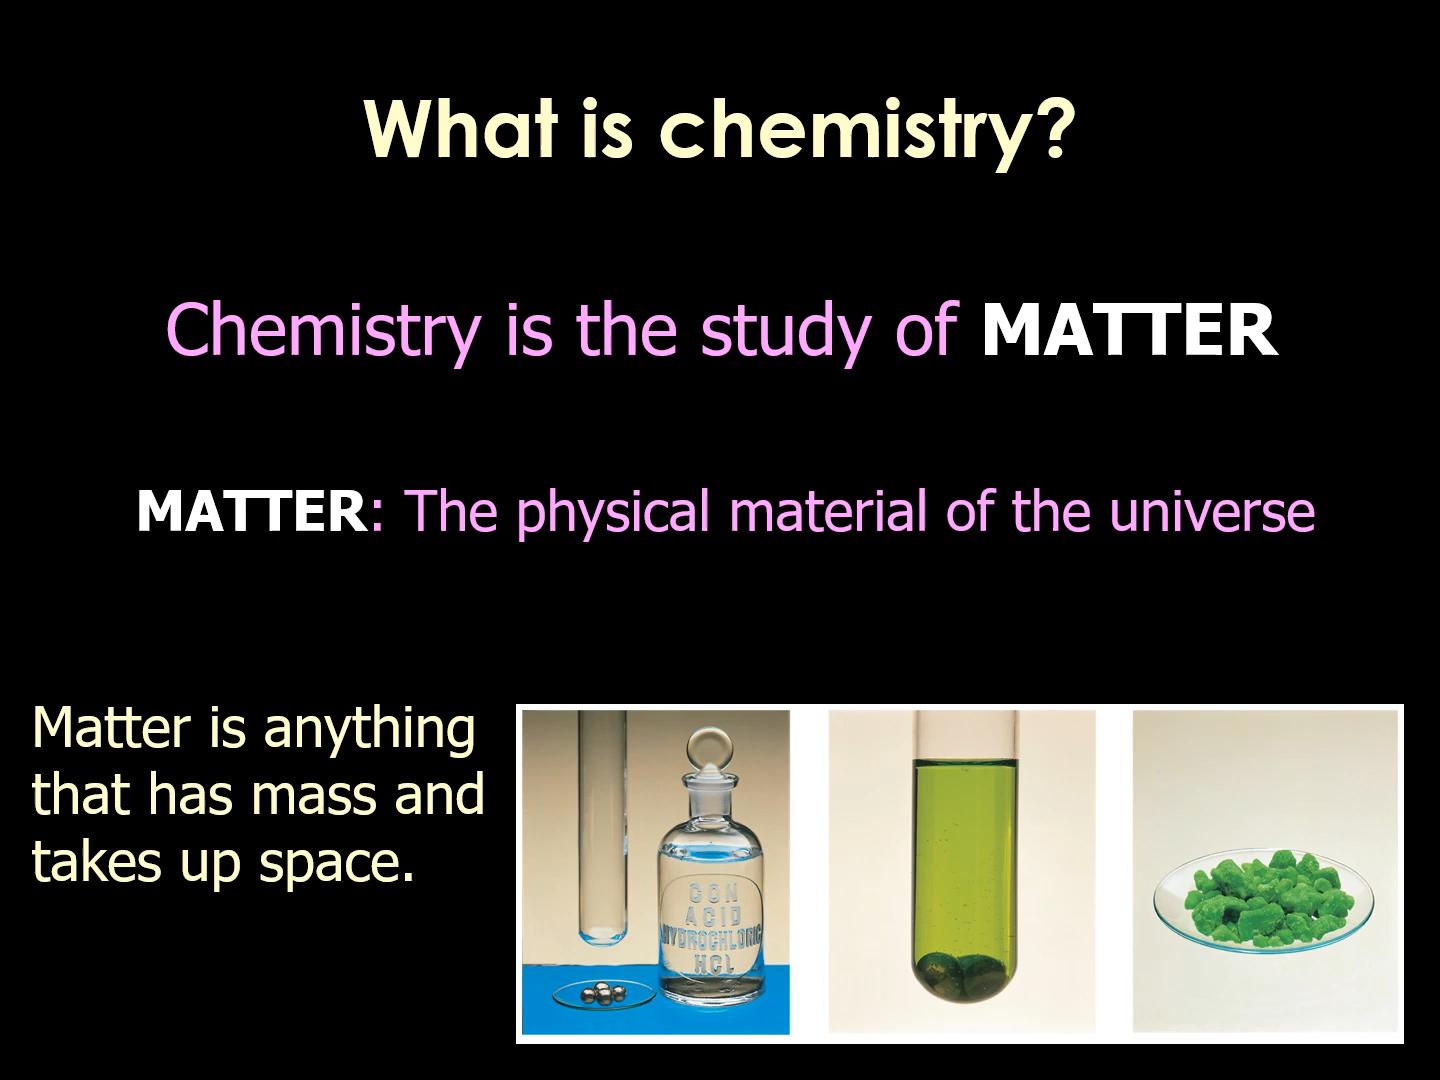 What is chemistry?
Chemistry is the study of MATTER
MATTER: The physical material of the universe
Matter is anything
that has mass and
takes up space.
CON
ACID
HYDROCHLORIC
HCL